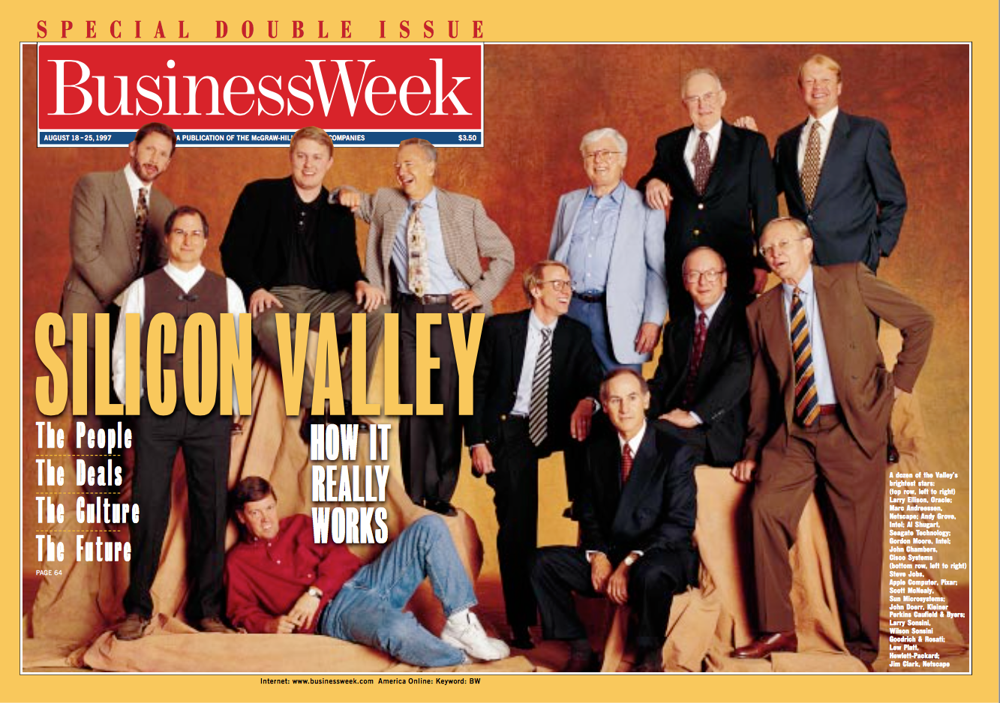 SPECIAL DOUBLE ISSUE
BusinessWeek
AUGUST 18–25, 1997 A PUBLICATION OF THE McGRAW-HILL COMPANIES $3.50
SILICON VALLEY
The People
The Deals
The Culture
The Future
PAGE 64
HOW IT
REALLY
WORKS
A dozen of the Valley's
brightest stars:
(top row, left to right)
Larry Ellison, Oracle;
Marc Andreessen,
Netscape; Andy Grove,
Intel; Al Shugart,
Seagate Technology;
Gordon Moore, Intel;
John Chambers,
Cisco Systems
(bottom row, left to right)
Steve Jobs,
Apple Computer, Pixar;
Scott McNealy,
Sun Microsystems;
John Doerr, Kleiner
Perkins Caufield & Byers;
Larry Sonsini,
Wilson Sonsini
Goodrich & Rosati;
Lew Platt,
Hewlett-Packard;
Jim Clark, Netscape
Internet: www.businessweek.com America Online: Keyword: BW